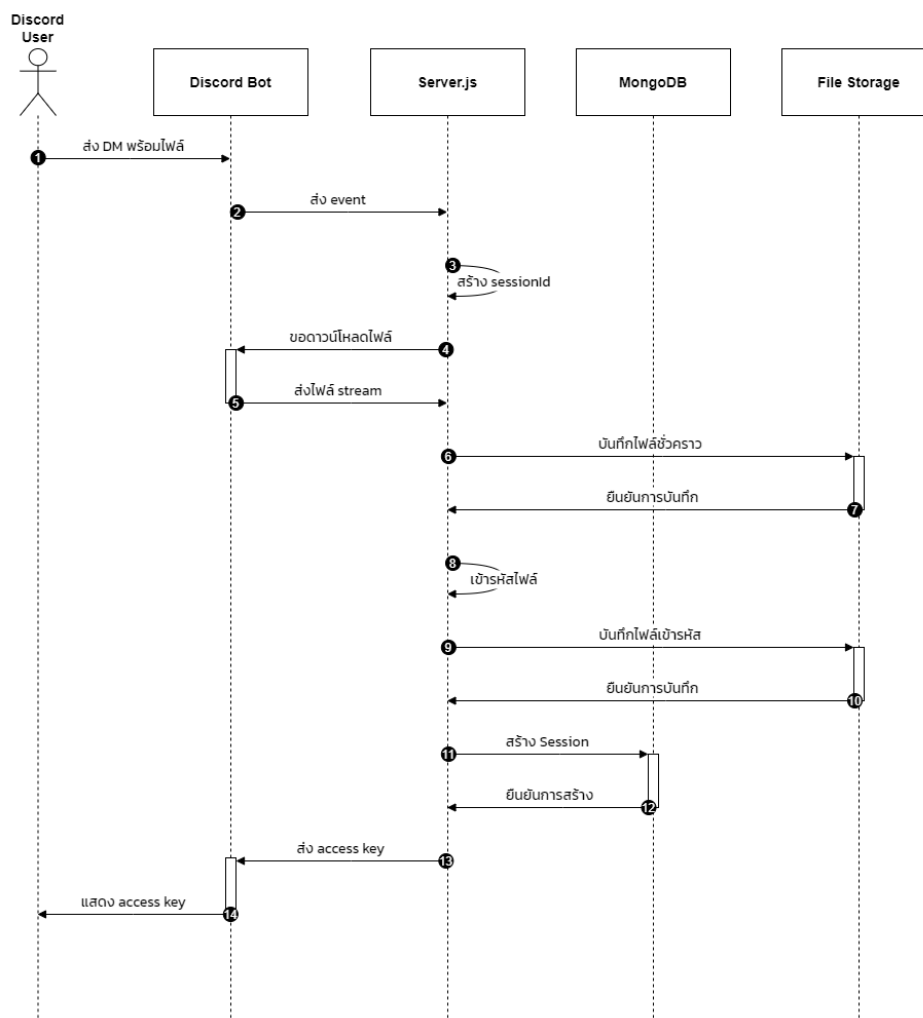 Discord
User
Discord Bot
Server.js
MongoDB
File Storage
1
ส่ง DM พร้อมไฟล์
2
ส่ง event
3
สร้าง sessionId
ขอดาวน์โหลดไฟล์
4
5
ส่งไฟล์ stream
6
บันทึกไฟล์ชั่วคราว
ยืนยันการบันทึก
7
8
เข้ารหัสไฟล์
9
บันทึกไฟล์เข้ารหัส
ยืนยันการบันทึก
10
11
สร้าง Session
ยืนยันการสร้าง
12
ส่ง access key
13
แสดง access key
14